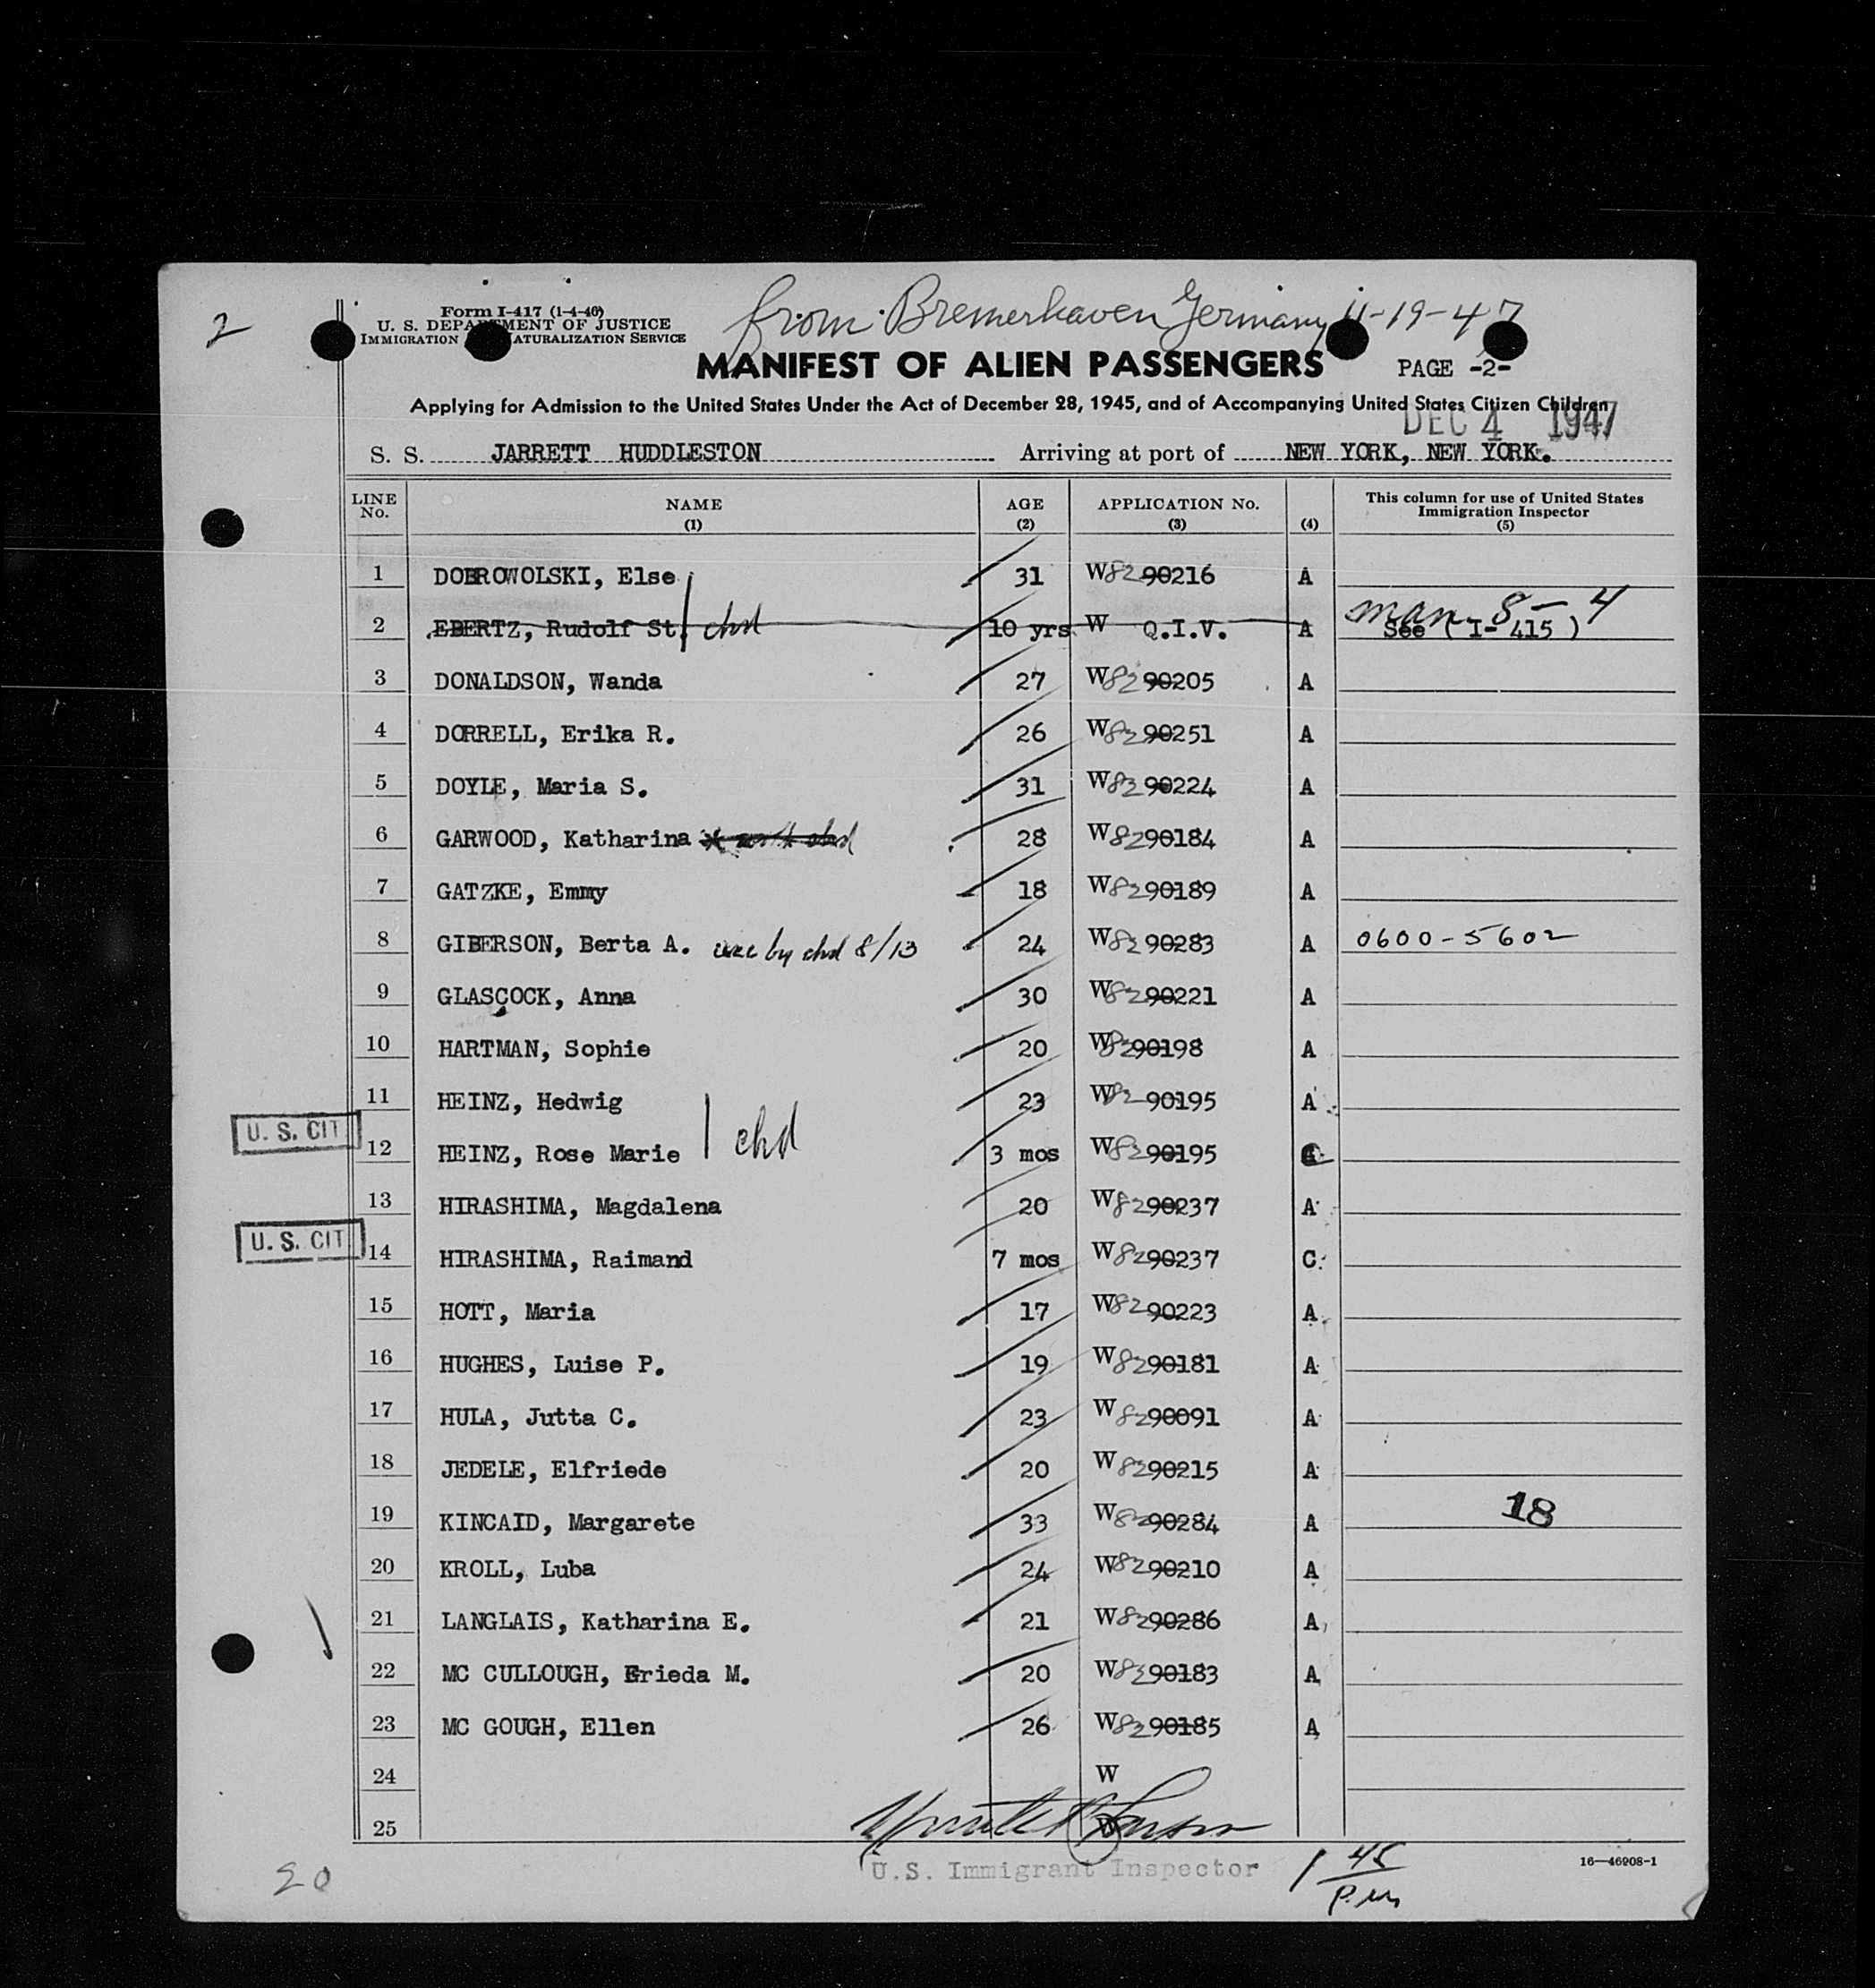 2
from Bremerhaven Germany 11-19-47
Form I-417 (1-4-46)
U. S. DEPARTMENT OF JUSTICE
IMMIGRATION NATURALIZATION SERVICE
MANIFEST OF ALIEN PASSENGERS PAGE -2-
Applying for Admission to the United States Under the Act of December 28, 1945, and of Accompanying United States Citizen Children
DEC 4 1947
S. S. JARRETT HUDDLESTON Arriving at port of NEW YORK, NEW YORK.
LINE No. NAME (1) AGE (2) APPLICATION No. (3) (4) This column for use of United States Immigration Inspector (5)
1 DOBROWOLSKI, Else 31 W82 90216 A
2 EBERTZ, Rudolf St. chd 10 yrs W Q.I.V. A man 8-4 See ( I- 415 )
3 DONALDSON, Wanda 27 W82 90205 A
4 DORRELL, Erika R. 26 W82 90251 A
5 DOYLE, Maria S. 31 W82 90224 A
6 GARWOOD, Katharina 28 W82 90184 A
7 GATZKE, Emmy 18 W82 90189 A
8 GIBERSON, Berta A. by chd 8/13 24 W82 90283 A 0600-5602
9 GLASCOCK, Anna 30 W82 90221 A
10 HARTMAN, Sophie 20 W82 90198 A
11 HEINZ, Hedwig 23 W82 90195 A
U. S. CIT
12 HEINZ, Rose Marie chd 3 mos W82 90195 C
13 HIRASHIMA, Magdalena 20 W82 90237 A
U. S. CIT
14 HIRASHIMA, Raimand 7 mos W82 90237 C
15 HOTT, Maria 17 W82 90223 A
16 HUGHES, Luise P. 19 W82 90181 A
17 HULA, Jutta C. 23 W82 90091 A
18 JEDELE, Elfriede 20 W82 90215 A
19 KINCAID, Margarete 33 W82 90284 A 18
20 KROLL, Luba 24 W82 90210 A
21 LANGLAIS, Katharina E. 21 W82 90286 A
22 MC CULLOUGH, Frieda M. 20 W82 90183 A
23 MC GOUGH, Ellen 26 W82 90185 A
24 W
25 W
U.S. Immigrant Inspector
1 45 P.m
16—46908-1
20